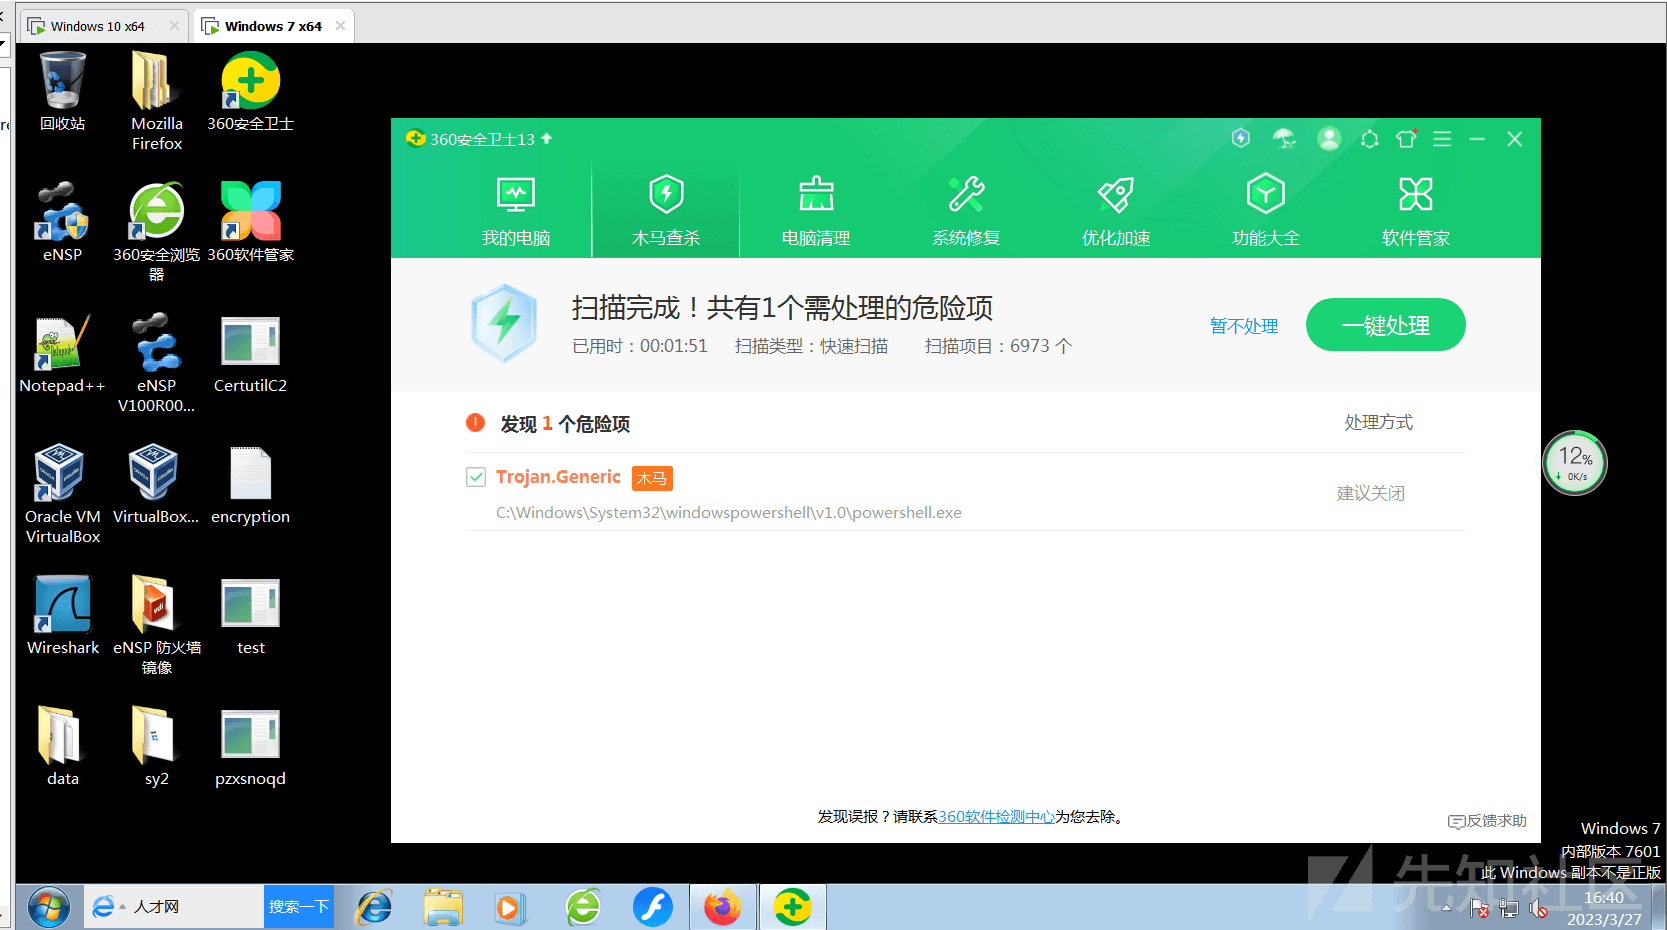 Windows 10 x64
Windows 7 x64
回收站
Mozilla
Firefox
360安全卫士
eNSP
360安全浏览
器
360软件管家
Notepad++
eNSP
V100R00...
CertutilC2
Oracle VM
VirtualBox
VirtualBox...
encryption
Wireshark
eNSP 防火墙
镜像
test
data
sy2
pzxsnoqd
360安全卫士13
我的电脑
木马查杀
电脑清理
系统修复
优化加速
功能大全
软件管家
扫描完成！共有1个需处理的危险项
已用时：00:01:51 扫描类型：快速扫描 扫描项目：6973 个
暂不处理
一键处理
发现 1 个危险项
处理方式
Trojan.Generic 木马
C:\Windows\System32\windowspowershell\v1.0\powershell.exe
建议关闭
12%
0K/s
发现误报？请联系360软件检测中心为您去除。
反馈求助
Windows 7
内部版本 7601
此 Windows 副本不是正版
先知社区
人才网
搜索一下
16:40
2023/3/27